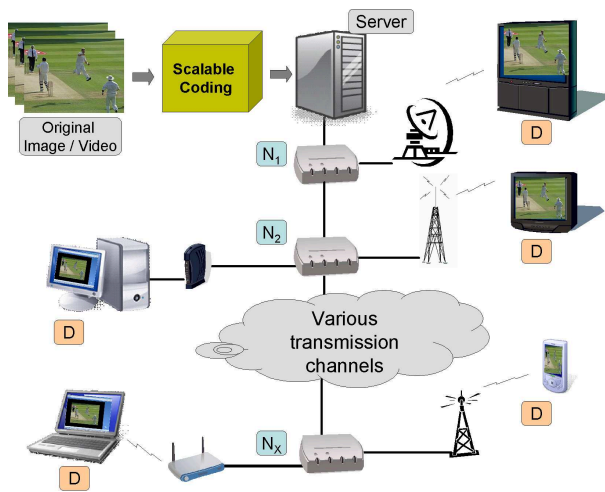 Server
Scalable
Coding
Original
Image / Video
D
N1
N2
D
D
Various
transmission
channels
D
D
NX